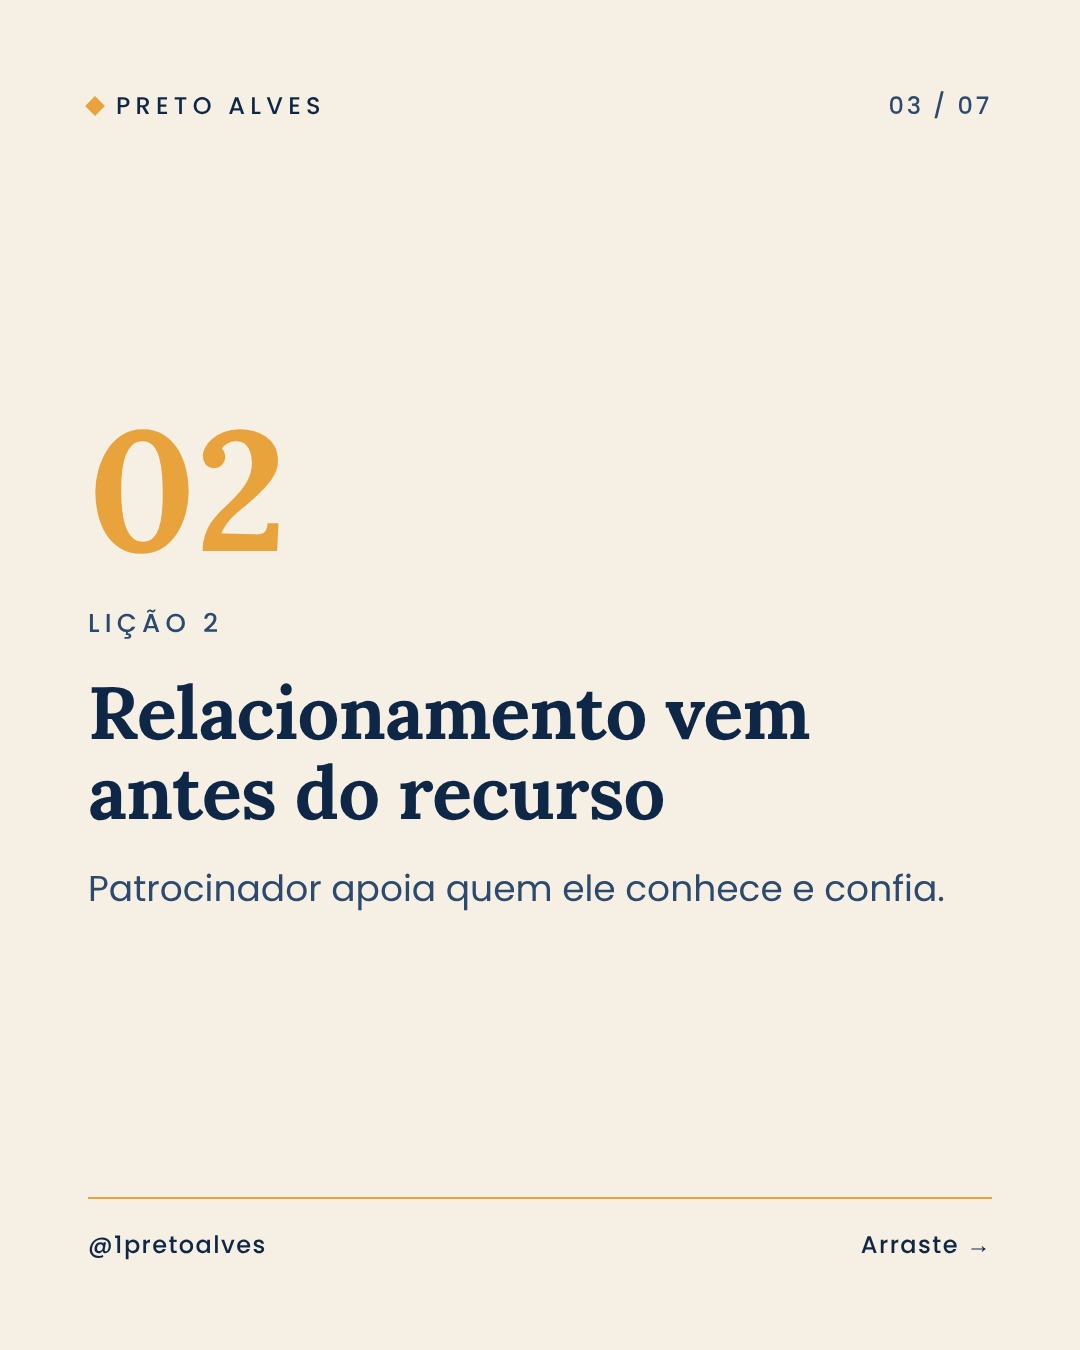 PRETO ALVES
03 / 07
02
LIÇÃO 2
Relacionamento vem
antes do recurso
Patrocinador apoia quem ele conhece e confia.
@1pretoalves
Arraste →